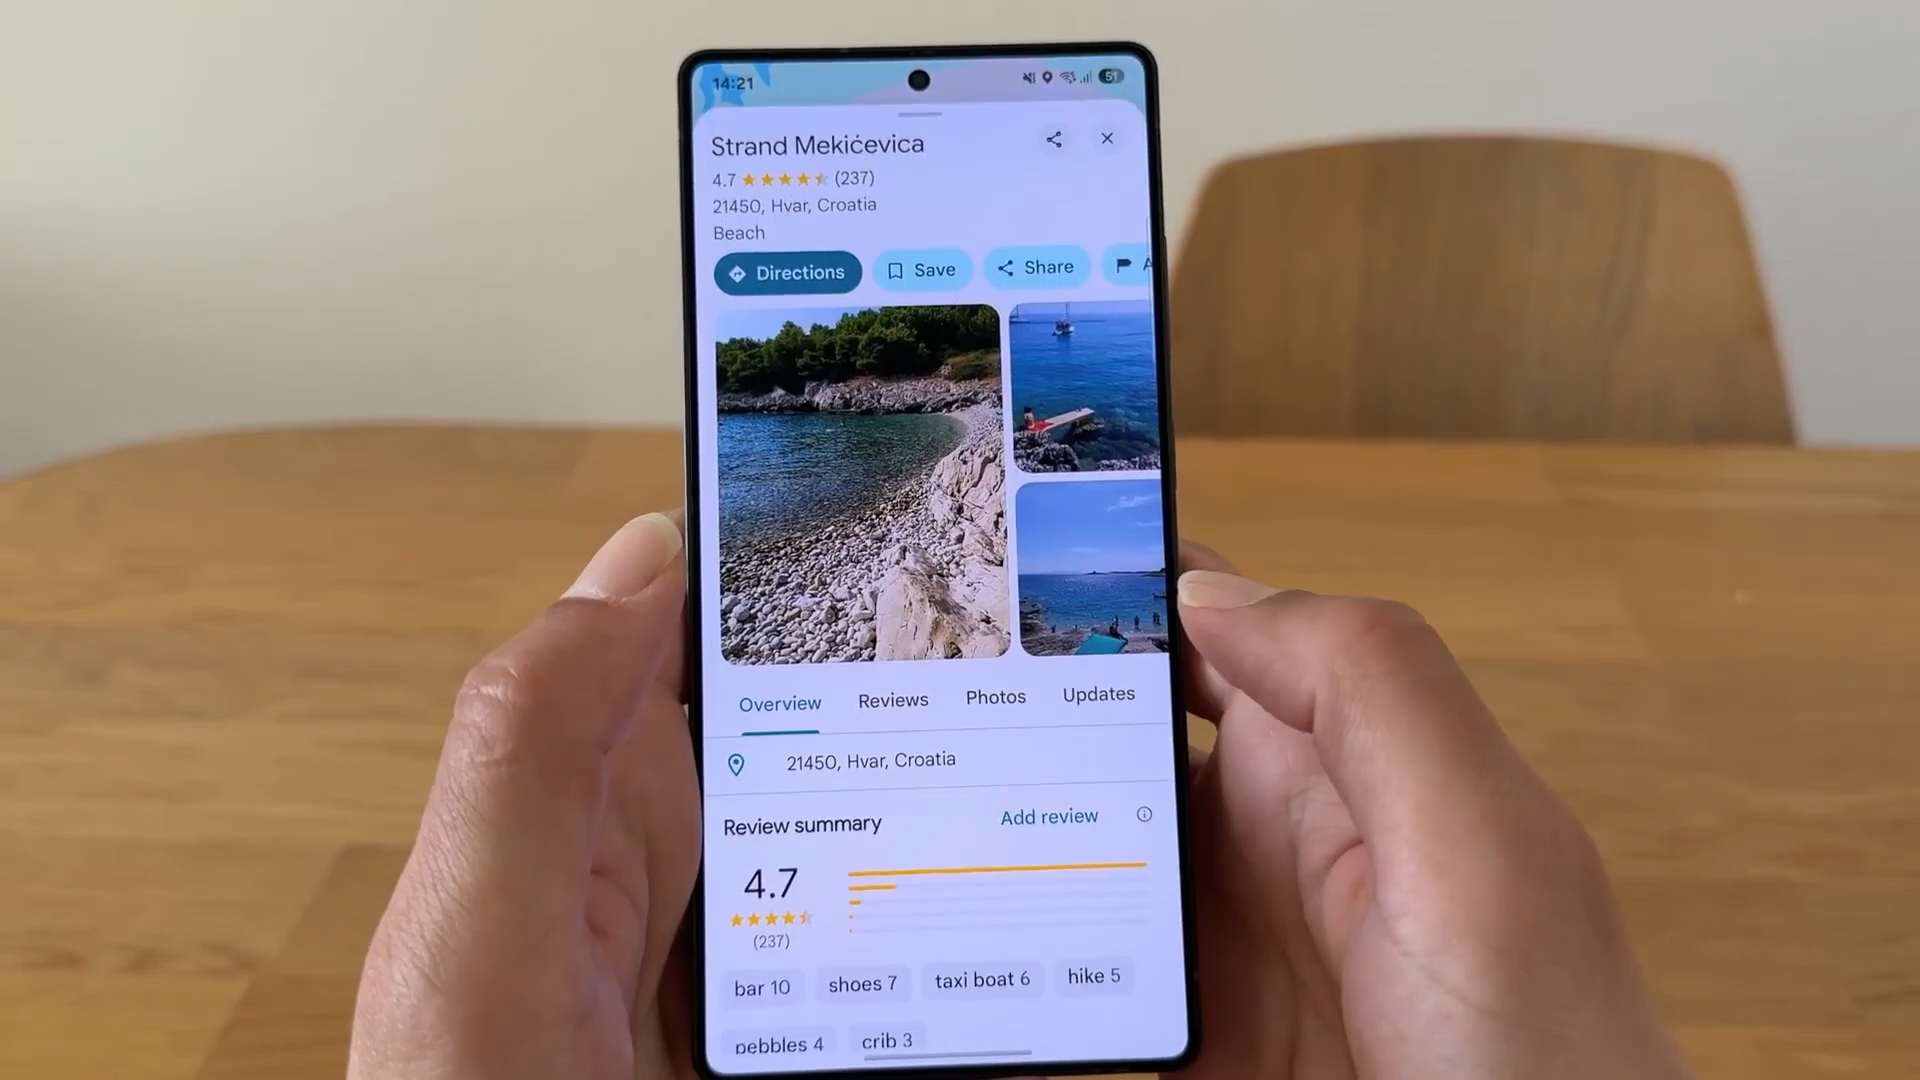 14:21
51
Strand Mekićevica
4.7 (237)
21450, Hvar, Croatia
Beach
Directions Save Share A
Overview Reviews Photos Updates
21450, Hvar, Croatia
Review summary Add review
4.7
(237)
bar 10 shoes 7 taxi boat 6 hike 5
pebbles 4 crib 3